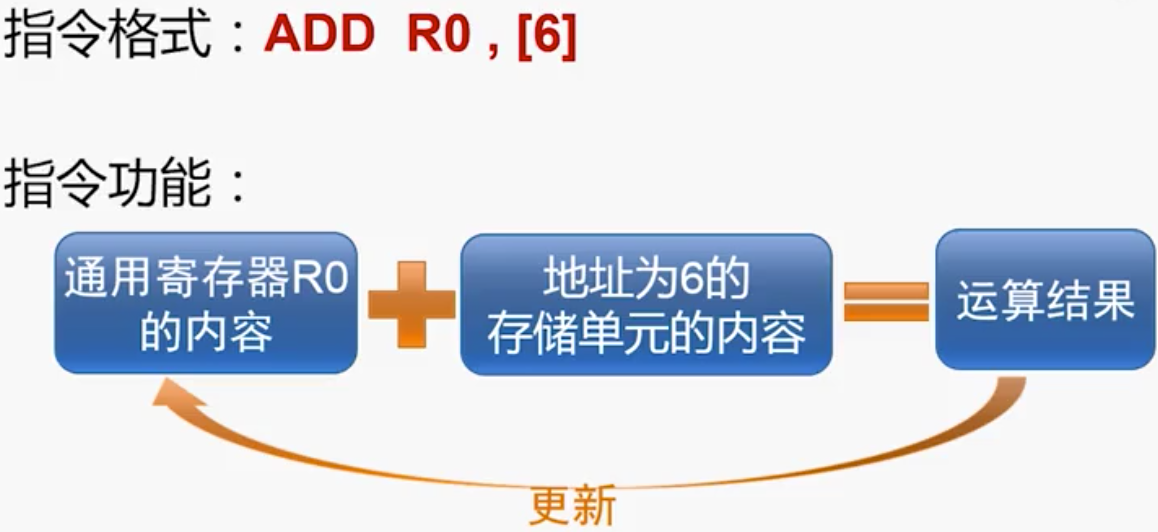 指令格式：ADD R0 , [6]
指令功能：
通用寄存器R0
的内容
地址为6的
存储单元的内容
运算结果
更新